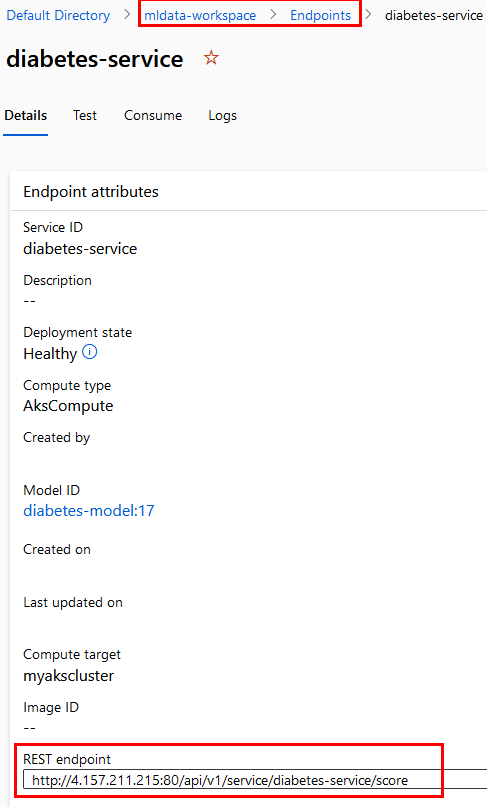 Default Directory > mldata-workspace > Endpoints > diabetes-service
diabetes-service
Details Test Consume Logs
Endpoint attributes
Service ID
diabetes-service
Description
--
Deployment state
Healthy
Compute type
AksCompute
Created by
Model ID
diabetes-model:17
Created on
Last updated on
Compute target
myakscluster
Image ID
--
REST endpoint
http://4.157.211.215:80/api/v1/service/diabetes-service/score